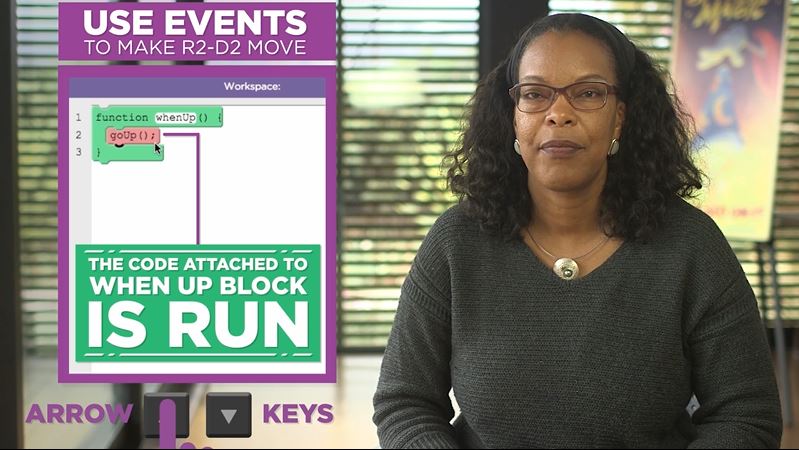 USE EVENTS
TO MAKE R2-D2 MOVE
Workspace:
1 function whenUp() {
2 goUp();
3 }
THE CODE ATTACHED TO
WHEN UP BLOCK
IS RUN
ARROW ▼ KEYS